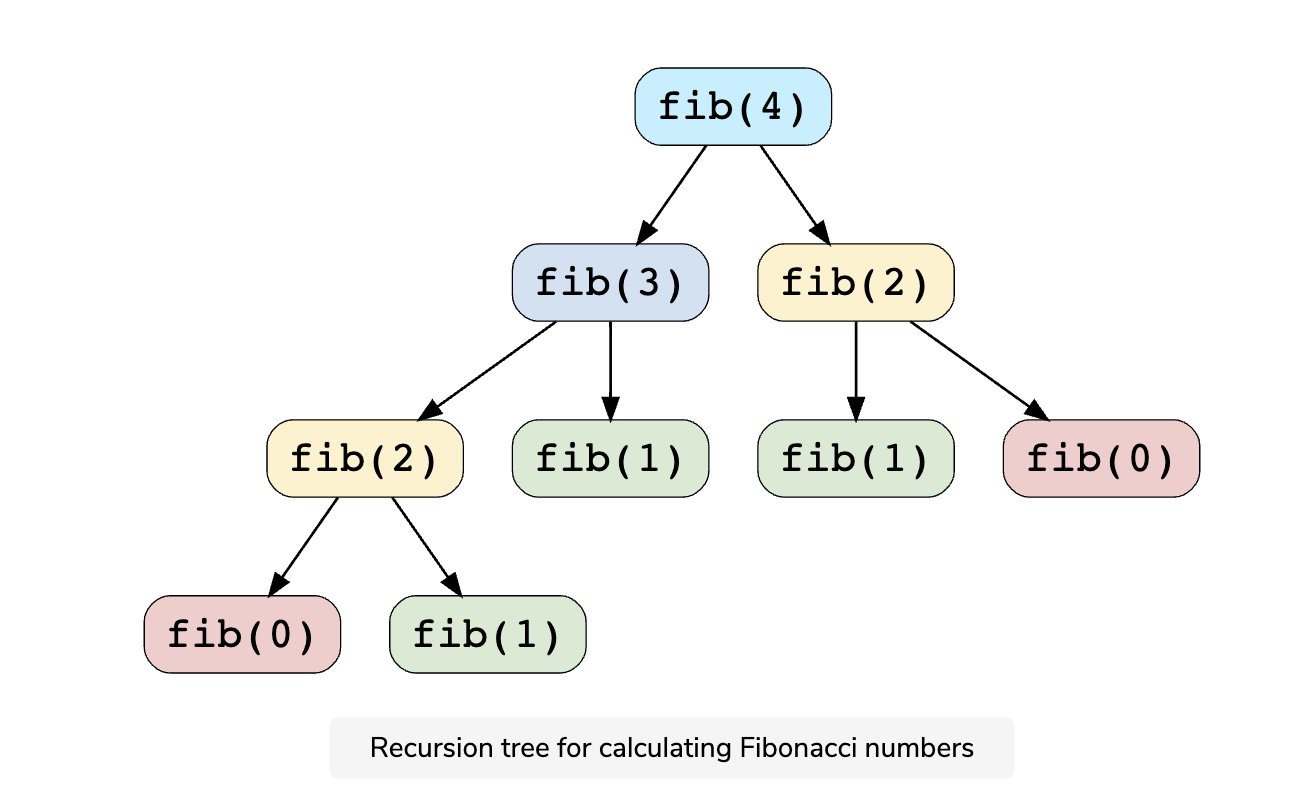 fib(4)
fib(3) fib(2)
fib(2) fib(1) fib(1) fib(0)
fib(0) fib(1)
Recursion tree for calculating Fibonacci numbers